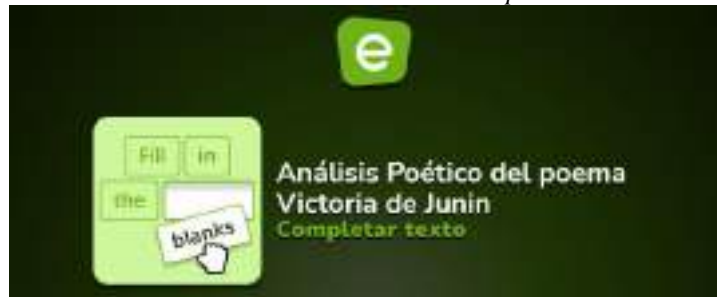 e
Fill in
the
blanks
Análisis Poético del poema
Victoria de Junin
Completar texto